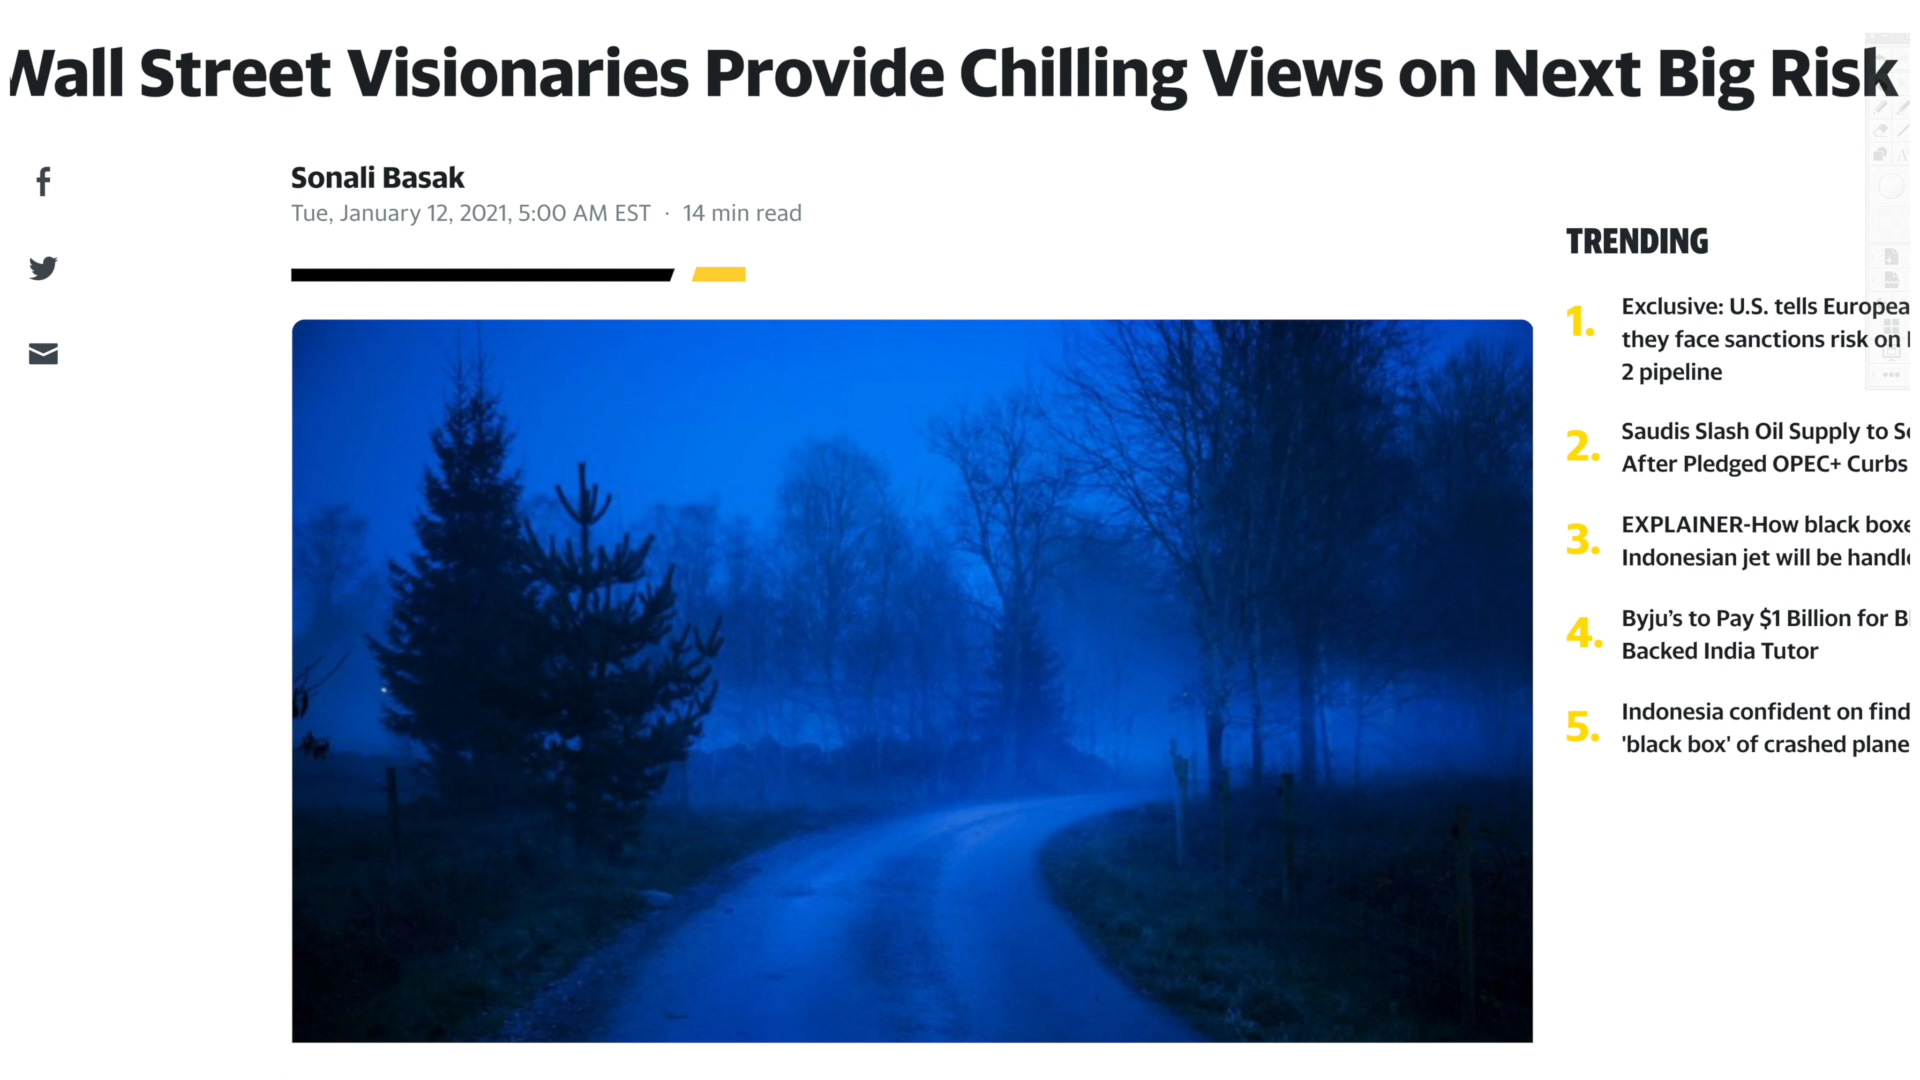 Wall Street Visionaries Provide Chilling Views on Next Big Risk
Sonali Basak
Tue, January 12, 2021, 5:00 AM EST · 14 min read
TRENDING
1. Exclusive: U.S. tells Europea
they face sanctions risk on
2 pipeline
2. Saudis Slash Oil Supply to
After Pledged OPEC+ Curbs
3. EXPLAINER-How black boxe
Indonesian jet will be handl
4. Byju's to Pay $1 Billion for
Backed India Tutor
5. Indonesia confident on find
'black box' of crashed plane